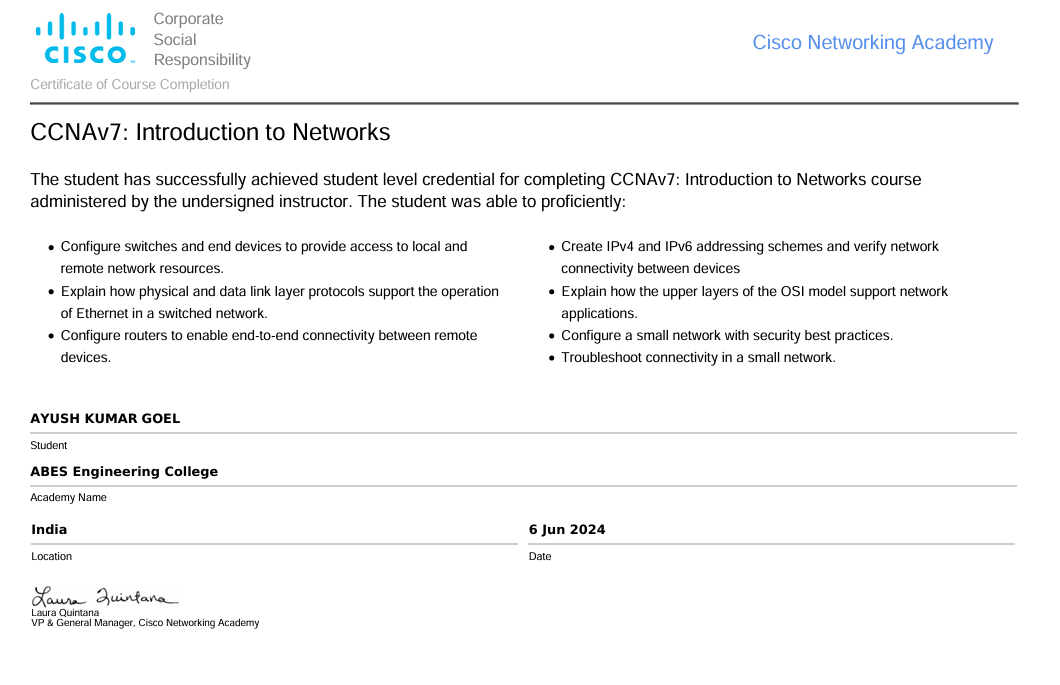 CISCO
Corporate
Social
Responsibility
Cisco Networking Academy
Certificate of Course Completion
CCNAv7: Introduction to Networks
The student has successfully achieved student level credential for completing CCNAv7: Introduction to Networks course
administered by the undersigned instructor. The student was able to proficiently:
• Configure switches and end devices to provide access to local and
remote network resources.
• Explain how physical and data link layer protocols support the operation
of Ethernet in a switched network.
• Configure routers to enable end-to-end connectivity between remote
devices.
• Create IPv4 and IPv6 addressing schemes and verify network
connectivity between devices
• Explain how the upper layers of the OSI model support network
applications.
• Configure a small network with security best practices.
• Troubleshoot connectivity in a small network.
AYUSH KUMAR GOEL
Student
ABES Engineering College
Academy Name
India
Location
6 Jun 2024
Date
Laura Quintana
Laura Quintana
VP & General Manager, Cisco Networking Academy